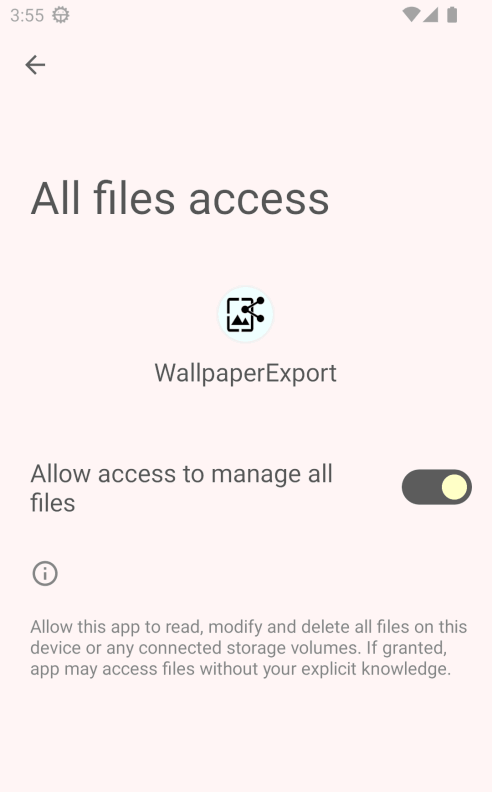 3:55
All files access
WallpaperExport
Allow access to manage all
files
Allow this app to read, modify and delete all files on this
device or any connected storage volumes. If granted,
app may access files without your explicit knowledge.